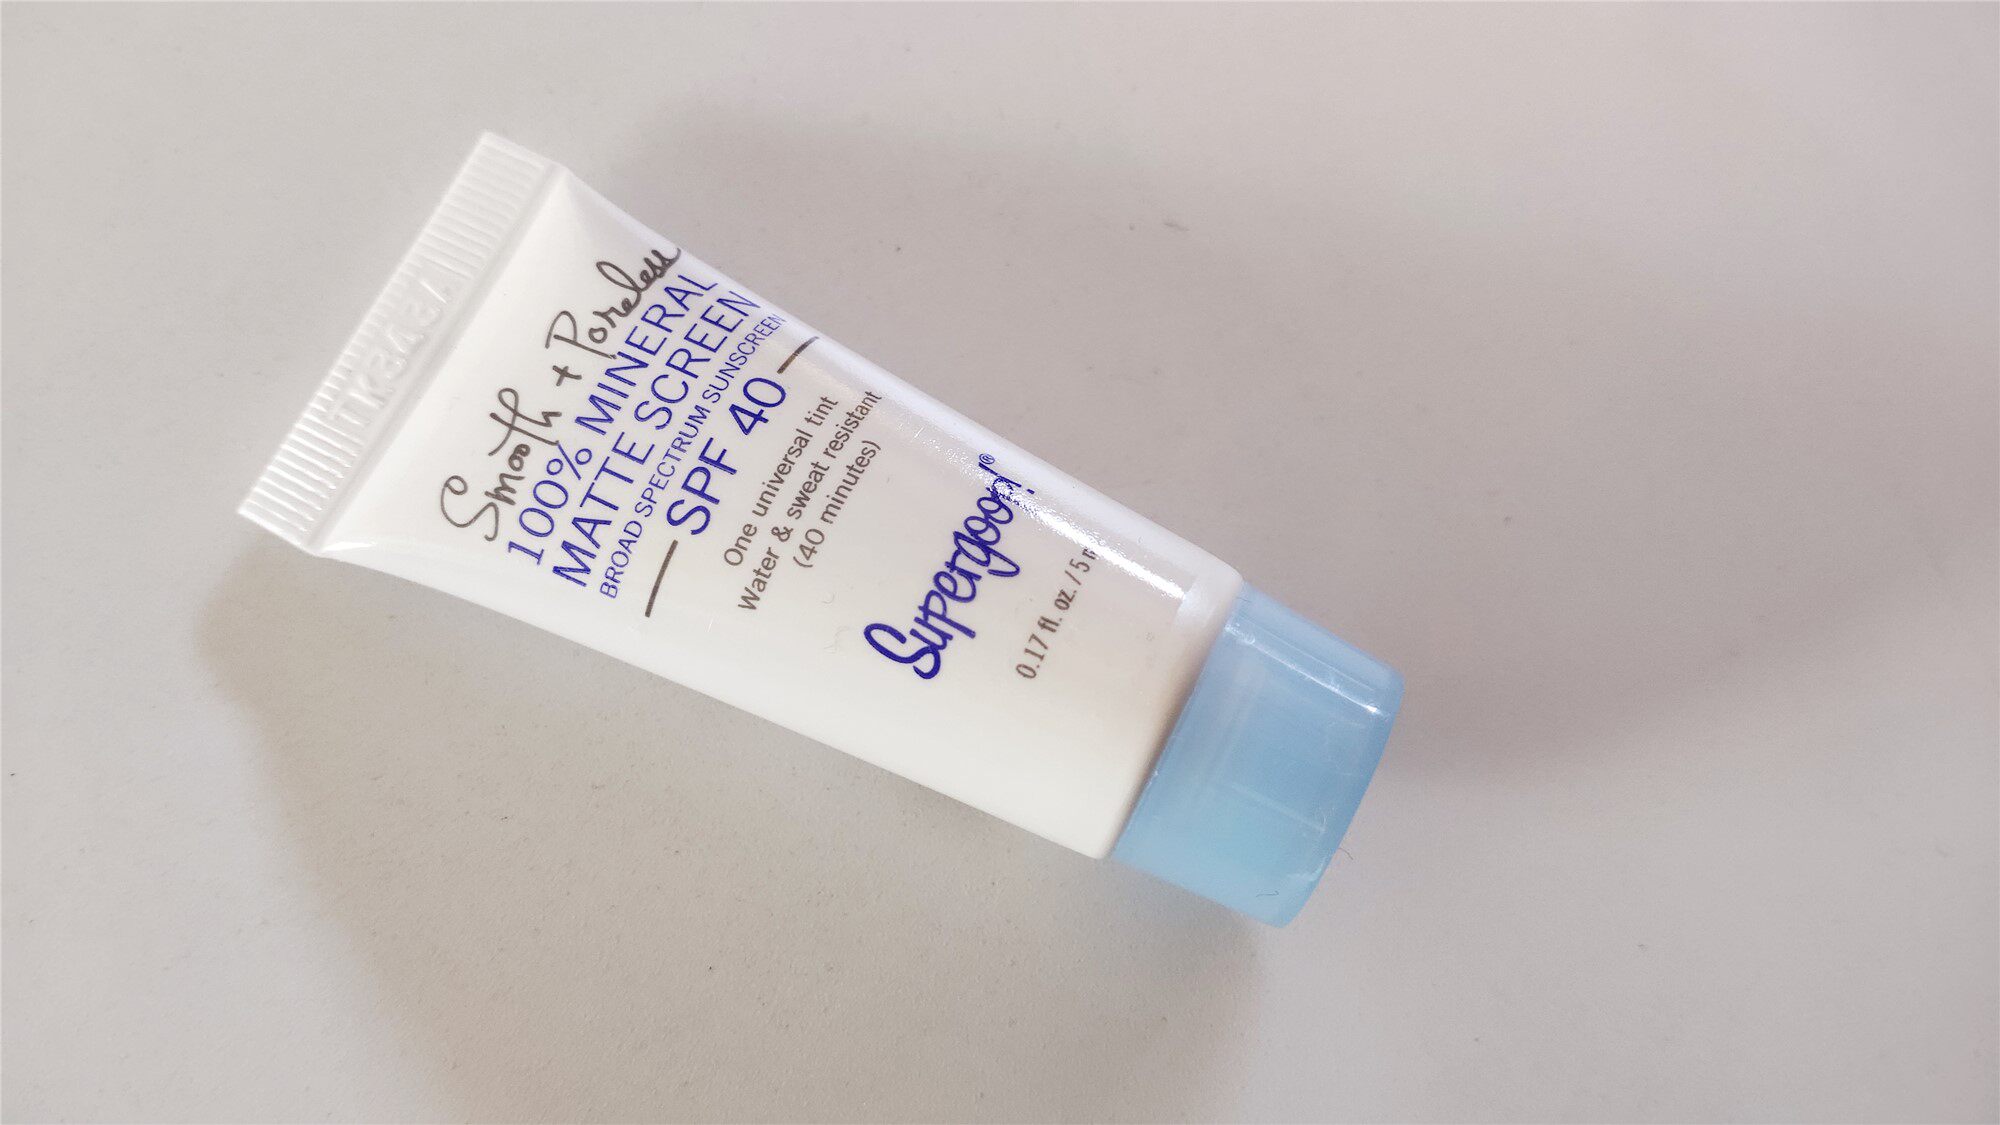 Smooth + Poreless
100% MINERAL
MATTE SCREEN
BROAD SPECTRUM SUNSCREEN
SPF 40
One universal tint
Water & sweat resistant
(40 minutes)
Supergoop!®
0.17 fl. oz. / 5